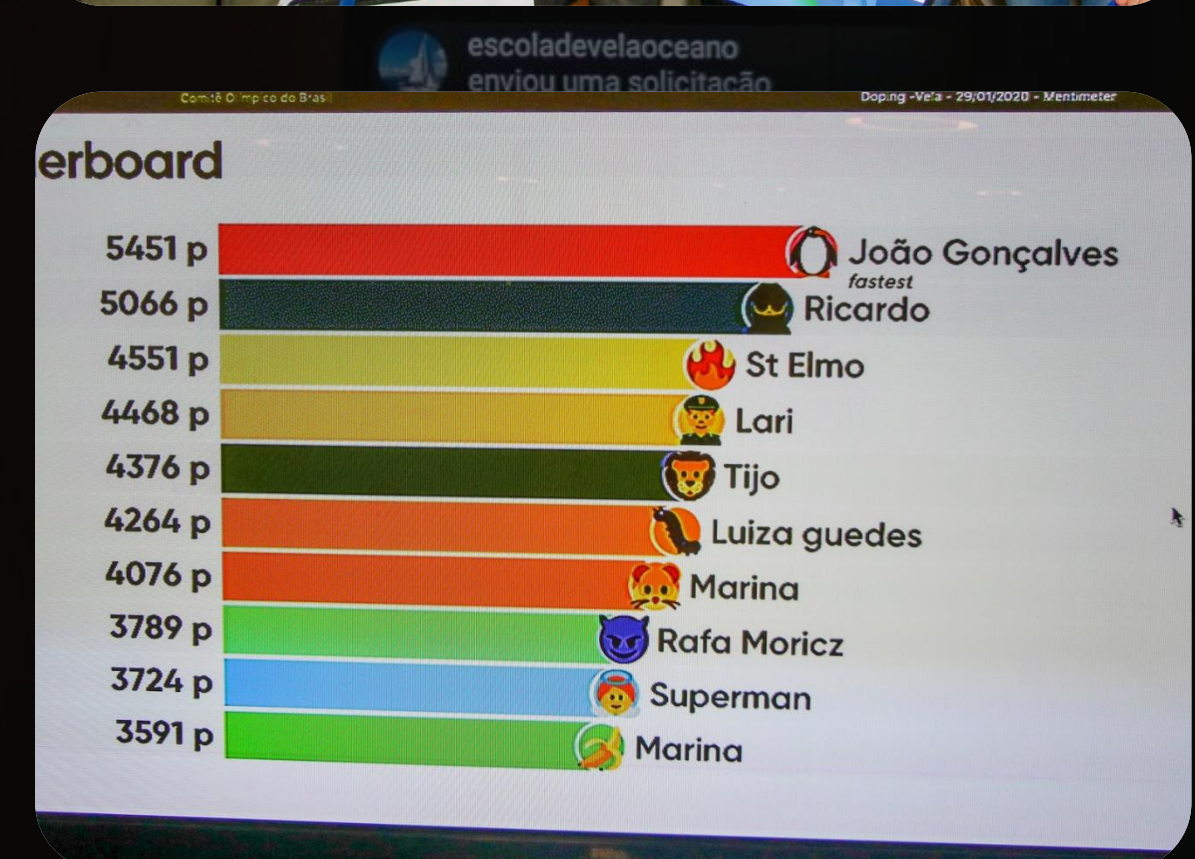 escoladevelaoceano
enviou uma solicitação
Comitê Olímpico do Brasil
Doping -Vela - 29/01/2020 - Mentimeter
erboard
5451 p João Gonçalves
fastest
5066 p Ricardo
4551 p St Elmo
4468 p Lari
4376 p Tijo
4264 p Luiza guedes
4076 p Marina
3789 p Rafa Moricz
3724 p Superman
3591 p Marina